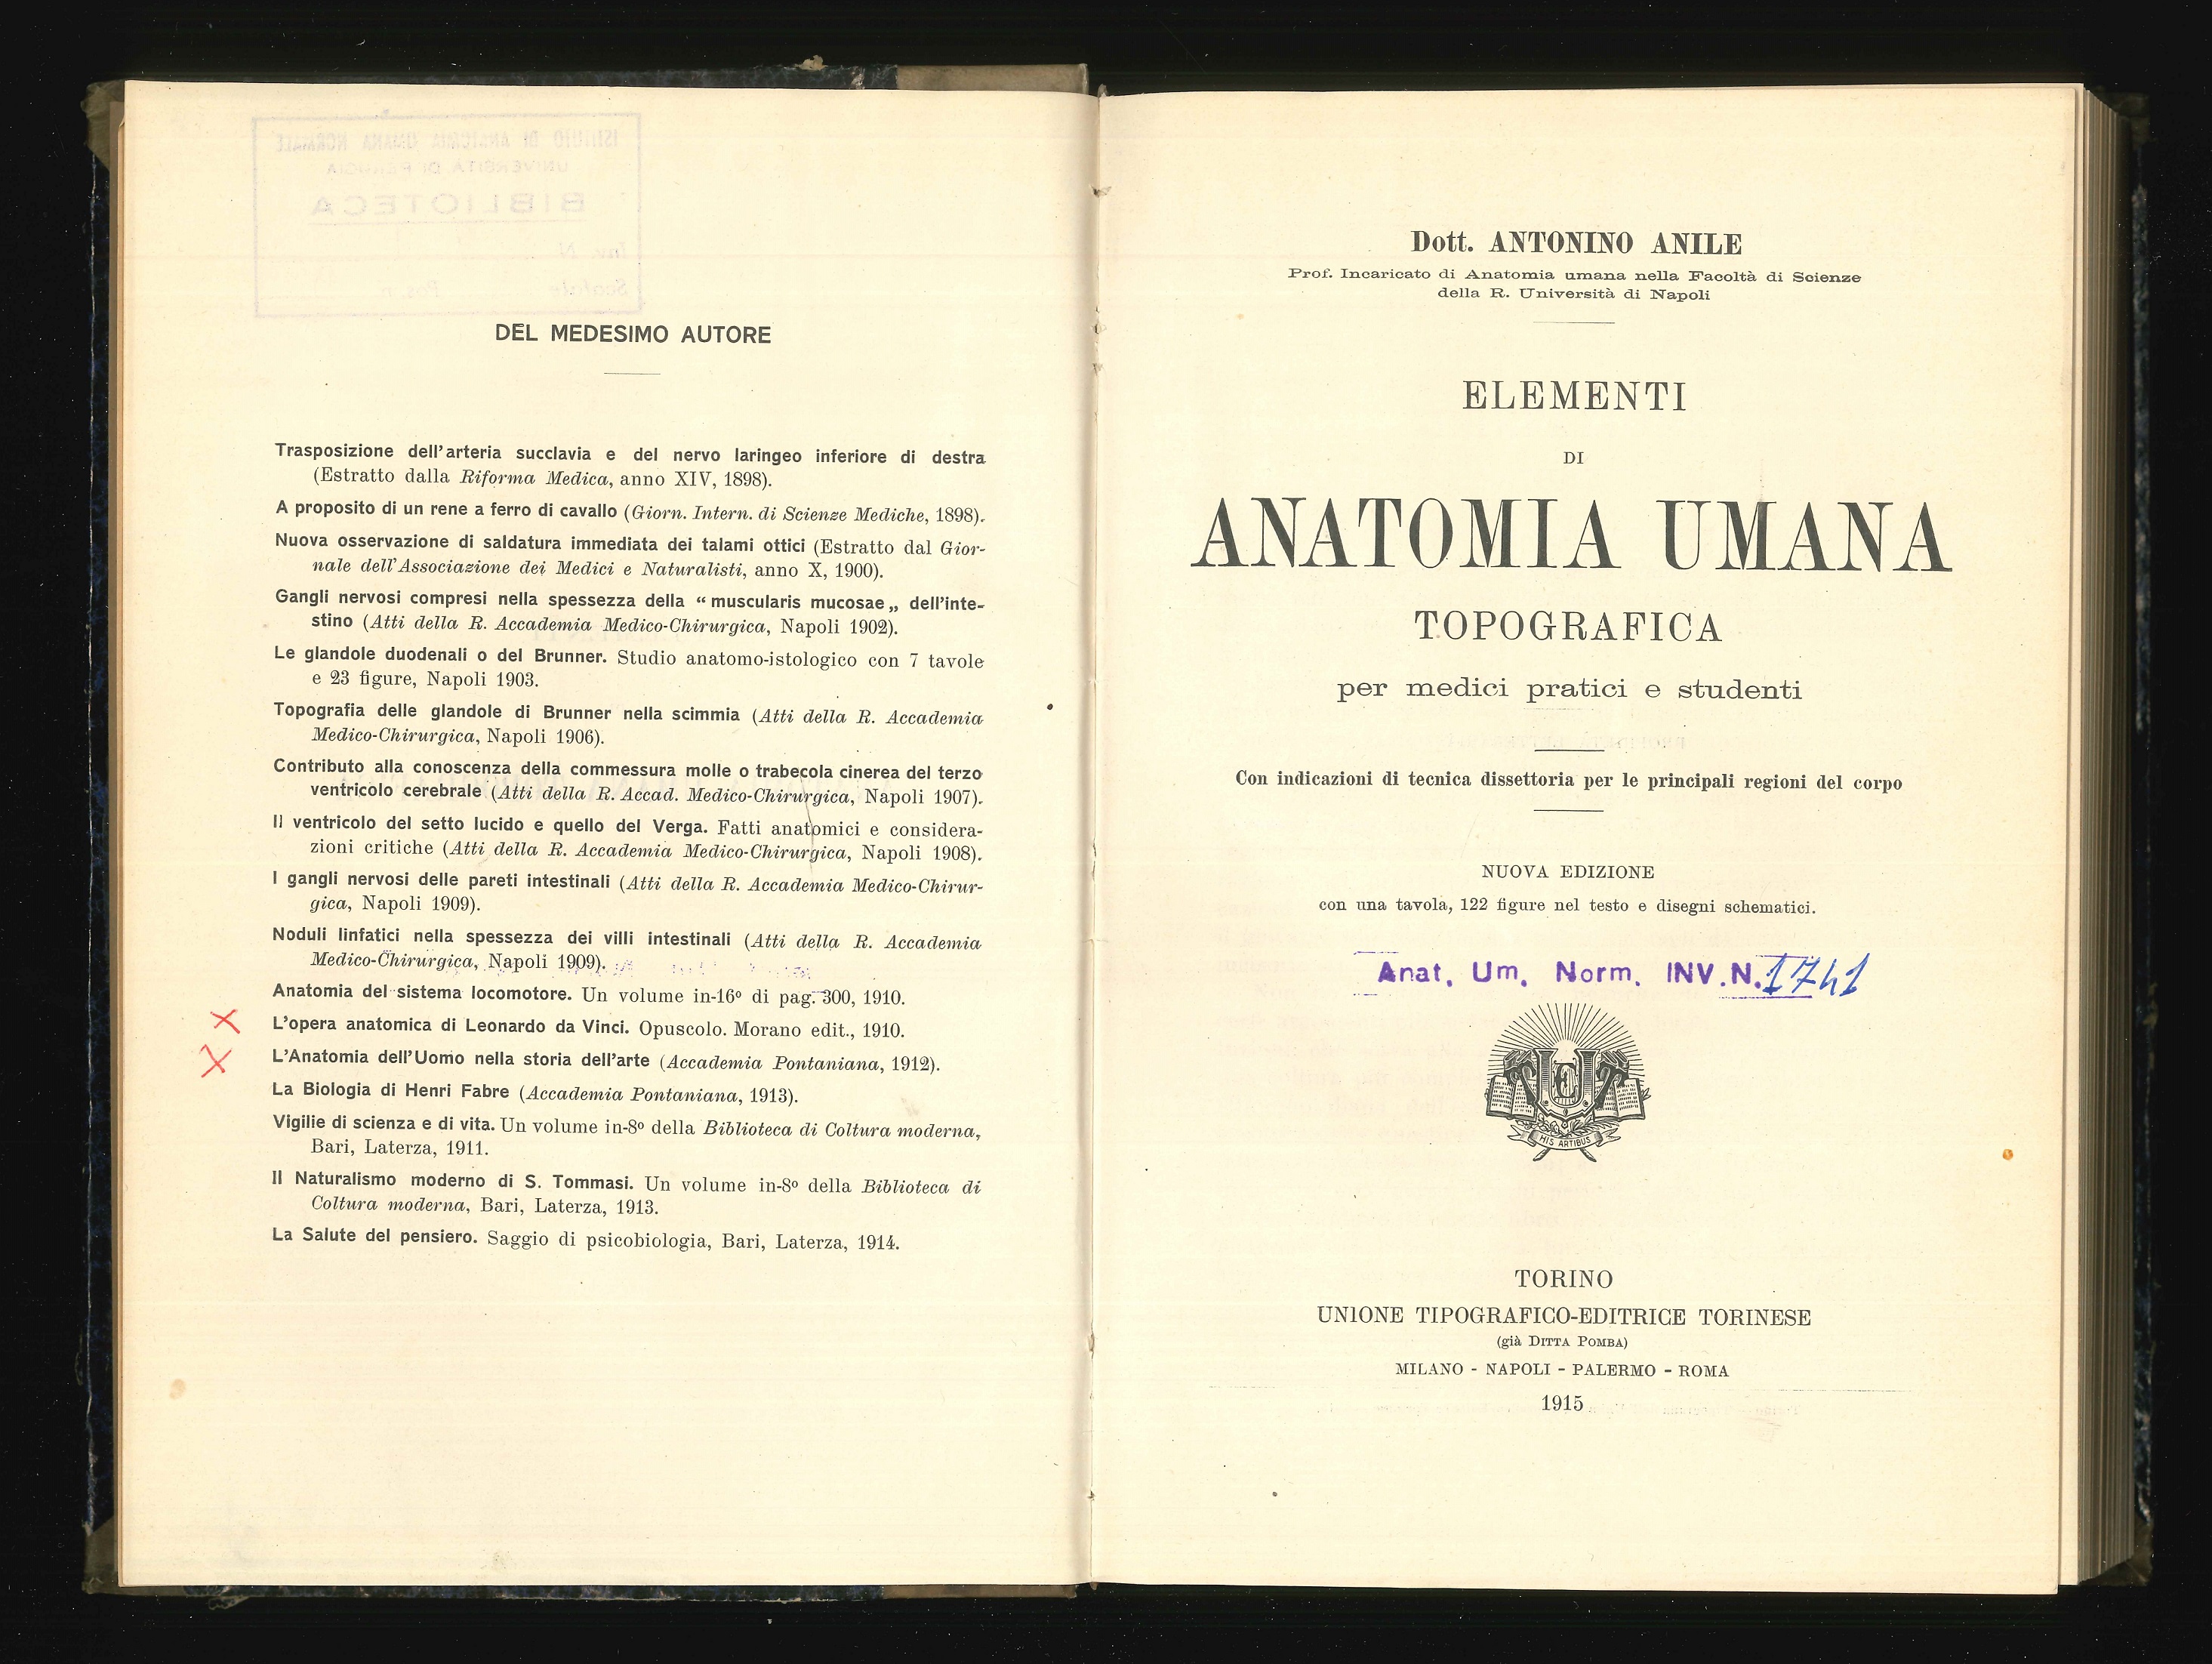 ISTITUTO DI ANATOMIA UMANA NORMALE
UNIVERSITÀ DI PERUGIA
BIBLIOTECA
Inv. N.
Scaffale Pos. n.
DEL MEDESIMO AUTORE
Trasposizione dell'arteria succlavia e del nervo laringeo inferiore di destra
(Estratto dalla Riforma Medica, anno XIV, 1898).
A proposito di un rene a ferro di cavallo (Giorn. Intern. di Scienze Mediche, 1898).
Nuova osservazione di saldatura immediata dei talami ottici (Estratto dal Gior-
nale dell'Associazione dei Medici e Naturalisti, anno X, 1900).
Gangli nervosi compresi nella spessezza della “ muscularis mucosae „ dell'inte-
stino (Atti della R. Accademia Medico-Chirurgica, Napoli 1902).
Le glandole duodenali o del Brunner. Studio anatomo-istologico con 7 tavole
e 23 figure, Napoli 1903.
Topografia delle glandole di Brunner nella scimmia (Atti della R. Accademia
Medico-Chirurgica, Napoli 1906).
Contributo alla conoscenza della commessura molle o trabecola cinerea del terzo
ventricolo cerebrale (Atti della R. Accad. Medico-Chirurgica, Napoli 1907).
Il ventricolo del setto lucido e quello del Verga. Fatti anatomici e considera-
zioni critiche (Atti della R. Accademia Medico-Chirurgica, Napoli 1908).
I gangli nervosi delle pareti intestinali (Atti della R. Accademia Medico-Chirur-
gica, Napoli 1909).
Noduli linfatici nella spessezza dei villi intestinali (Atti della R. Accademia
Medico-Chirurgica, Napoli 1909).
Anatomia del sistema locomotore. Un volume in-16º di pag. 300, 1910.
L'opera anatomica di Leonardo da Vinci. Opuscolo. Morano edit., 1910.
L'Anatomia dell'Uomo nella storia dell'arte (Accademia Pontaniana, 1912).
La Biologia di Henri Fabre (Accademia Pontaniana, 1913).
Vigilie di scienza e di vita. Un volume in-8º della Biblioteca di Coltura moderna,
Bari, Laterza, 1911.
Il Naturalismo moderno di S. Tommasi. Un volume in-8º della Biblioteca di
Coltura moderna, Bari, Laterza, 1913.
La Salute del pensiero. Saggio di psicobiologia, Bari, Laterza, 1914.
Dott. ANTONINO ANILE
Prof. Incaricato di Anatomia umana nella Facoltà di Scienze
della R. Università di Napoli
ELEMENTI
DI
ANATOMIA UMANA
TOPOGRAFICA
per medici pratici e studenti
Con indicazioni di tecnica dissettoria per le principali regioni del corpo
NUOVA EDIZIONE
con una tavola, 122 figure nel testo e disegni schematici.
Anat. Um. Norm. INV.N. 1741
UTET
HIS ARTIBUS
TORINO
UNIONE TIPOGRAFICO-EDITRICE TORINESE
(già DITTA POMBA)
MILANO - NAPOLI - PALERMO - ROMA
1915